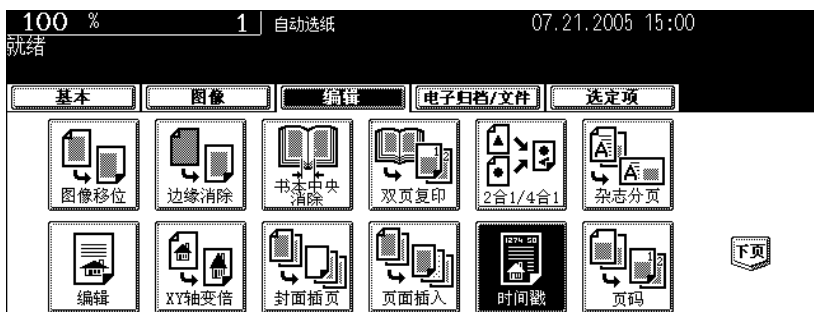 100 % 1 自动选纸 07.21.2005 15:00
就绪
基本 图像 编辑 电子归档/文件 选定项
图像移位 边缘消除 书本中央消除 双页复印 2合1/4合1 杂志分页
编辑 XY轴变倍 封面插页 页面插入 时间戳 页码 下页